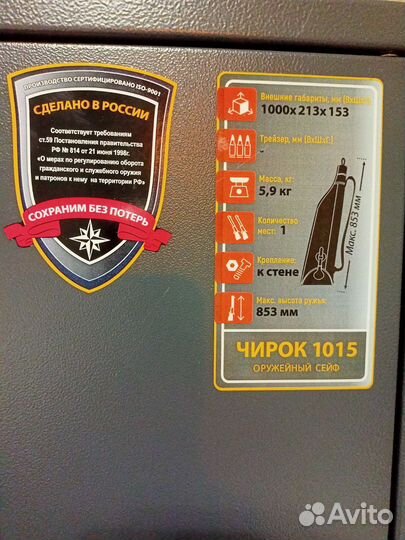 ПРОИЗВОДСТВО СЕРТИФИЦИРОВАНО ISO-9001
СДЕЛАНО В РОССИИ
Соответствует требованиям
ст.59 Постановления правительства
РФ № 814 от 21 июня 1998г.
«О мерах по регулированию оборота
гражданского и служебного оружия
и патронов к нему на территории РФ»
СОХРАНИМ БЕЗ ПОТЕРЬ
Внешние габариты, мм (ВхШхГ):
1000х 213х 153
Трейзер, мм (ВхШхГ):
-
Масса, кг:
5,9 кг
Количество
мест: 1
Крепление:
к стене
Макс. высота ружья:
853 мм
Макс. 853 мм
ЧИРОК 1015
ОРУЖЕЙНЫЙ СЕЙФ
Avito